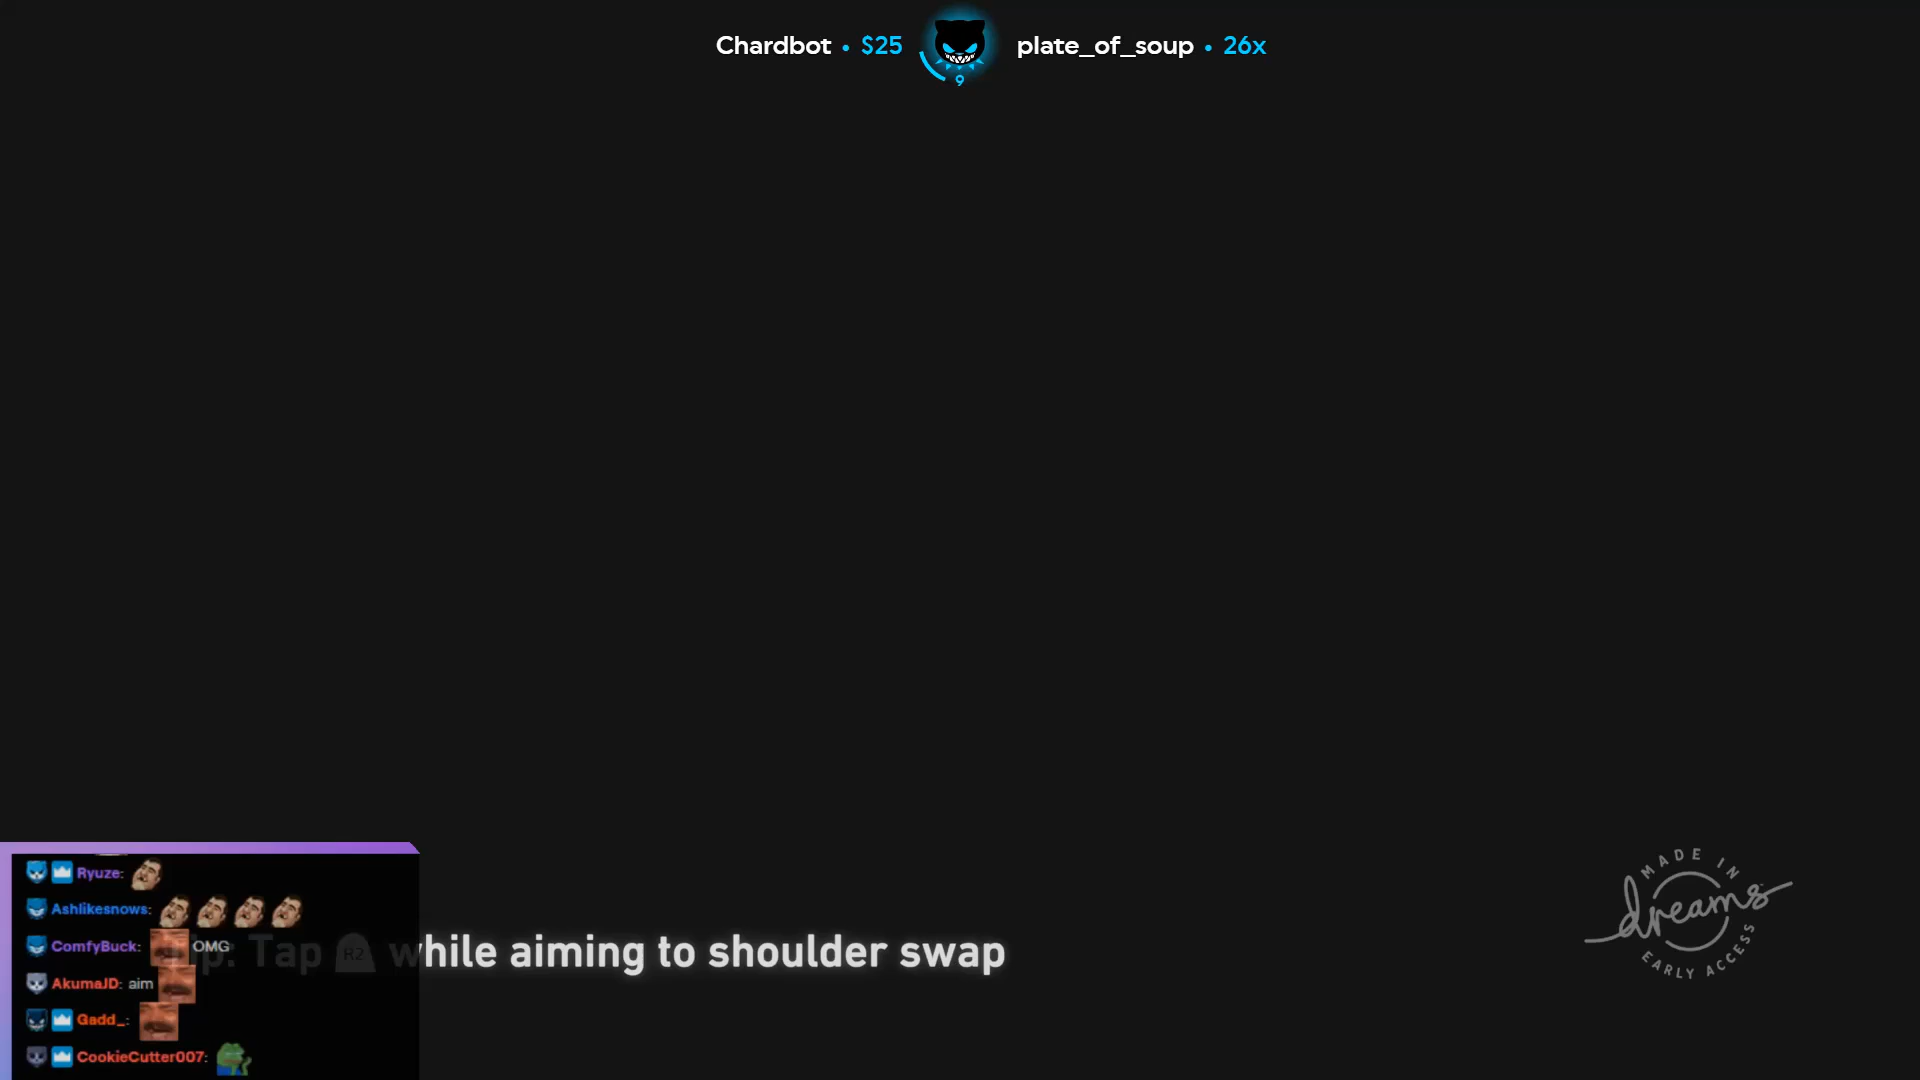 Chardbot • $25
9
plate_of_soup • 26x
Ryuze:
Ashlikesnows:
ComfyBuck: OMG
Tip: Tap R2 while aiming to shoulder swap
AkumaJD: aim
Gadd_:
CookieCutter007:
MADE IN
dreams
EARLY ACCESS